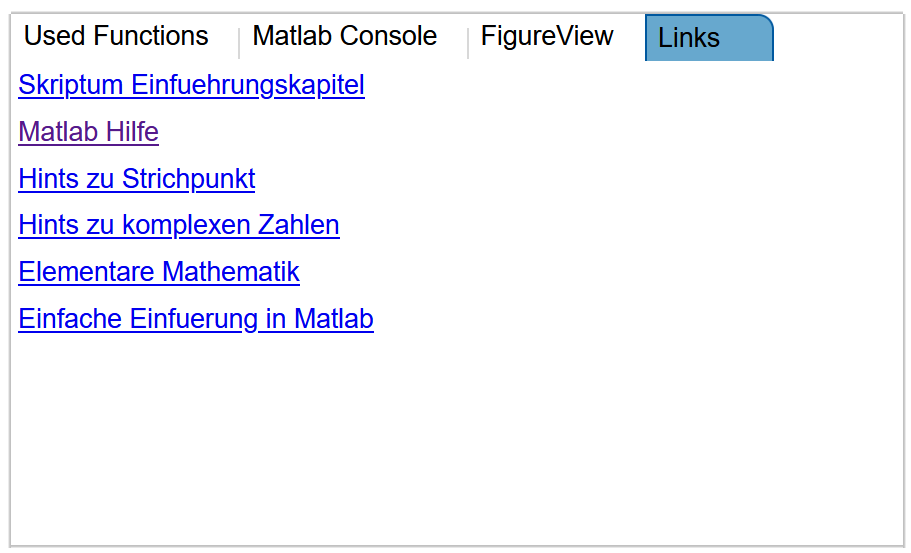 Used Functions Matlab Console FigureView Links
Skriptum Einfuehrungskapitel
Matlab Hilfe
Hints zu Strichpunkt
Hints zu komplexen Zahlen
Elementare Mathematik
Einfache Einfuerung in Matlab